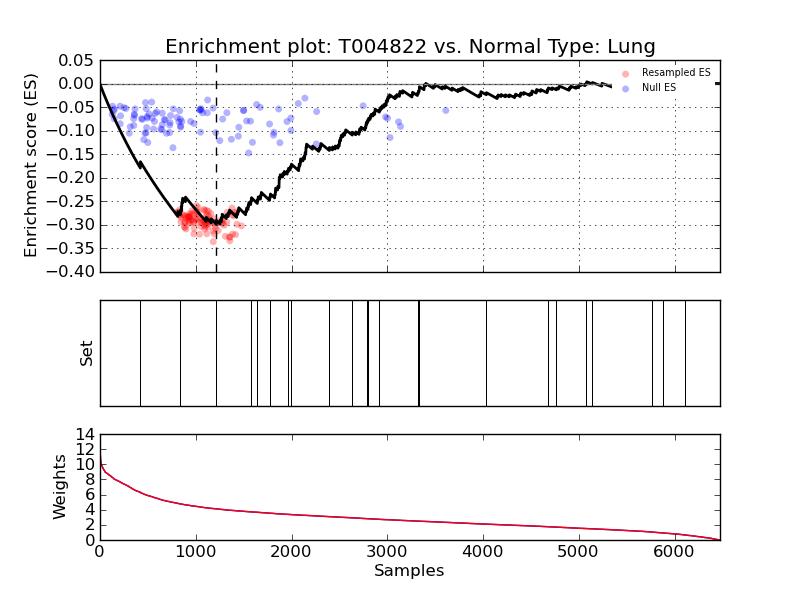 Enrichment plot: T004822 vs. Normal Type: Lung
Enrichment score (ES)
0.05
0.00
−0.05
−0.10
−0.15
−0.20
−0.25
−0.30
−0.35
−0.40
Resampled ES
Null ES
Set
Weights
14
12
10
8
6
4
2
0
0 1000 2000 3000 4000 5000 6000
Samples